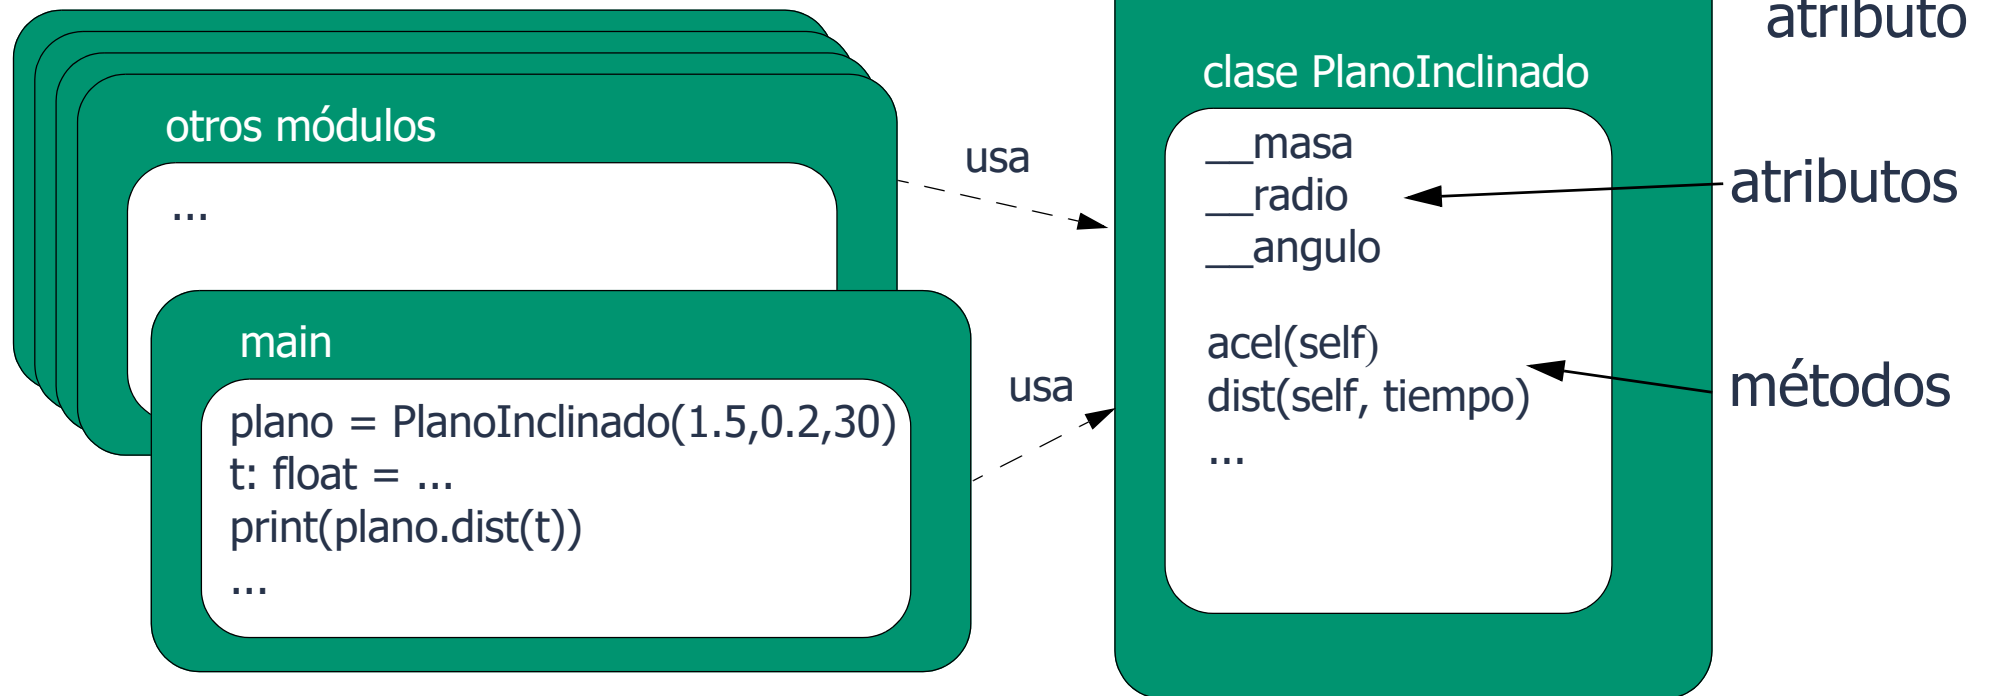 otros módulos
...
usa
main
plano = PlanoInclinado(1.5,0.2,30)
t: float = ...
print(plano.dist(t))
...
usa
clase PlanoInclinado
__masa
__radio
__angulo
acel(self)
dist(self, tiempo)
...
atributo
atributos
métodos